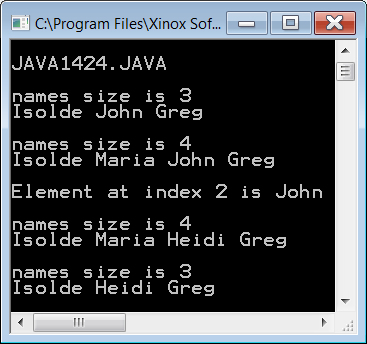 C:\Program Files\Xinox Sof...
JAVA1424.JAVA
names size is 3
Isolde John Greg
names size is 4
Isolde Maria John Greg
Element at index 2 is John
names size is 4
Isolde Maria Heidi Greg
names size is 3
Isolde Heidi Greg